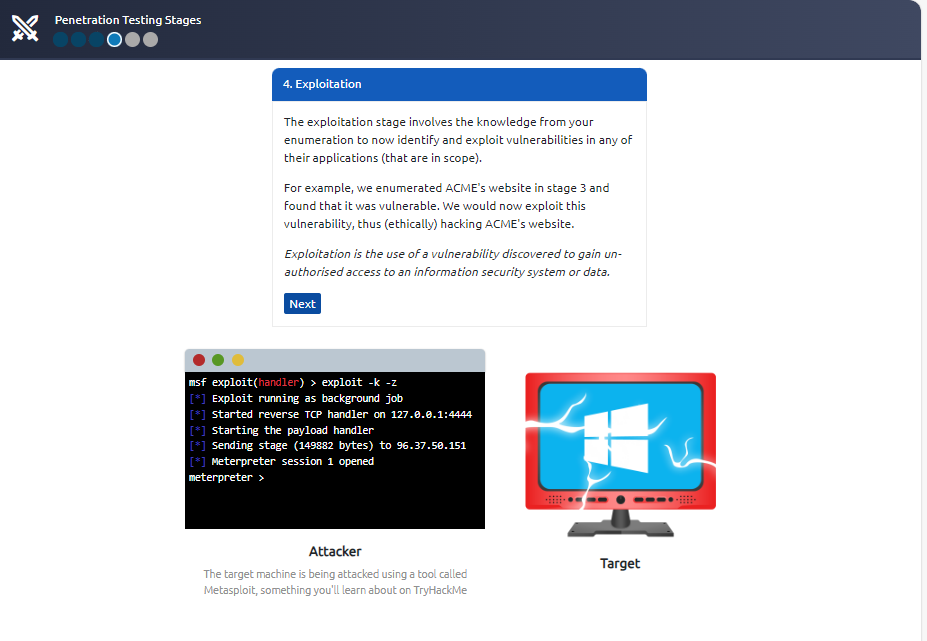 Penetration Testing Stages
4. Exploitation
The exploitation stage involves the knowledge from your
enumeration to now identify and exploit vulnerabilities in any of
their applications (that are in scope).
For example, we enumerated ACME's website in stage 3 and
found that it was vulnerable. We would now exploit this
vulnerability, thus (ethically) hacking ACME's website.
Exploitation is the use of a vulnerability discovered to gain un-
authorised access to an information security system or data.
Next
msf exploit(handler) > exploit -k -z
[*] Exploit running as background job
[*] Started reverse TCP handler on 127.0.0.1:4444
[*] Starting the payload handler
[*] Sending stage (149882 bytes) to 96.37.50.151
[*] Meterpreter session 1 opened
meterpreter >
Attacker
The target machine is being attacked using a tool called
Metasploit, something you'll learn about on TryHackMe
Target